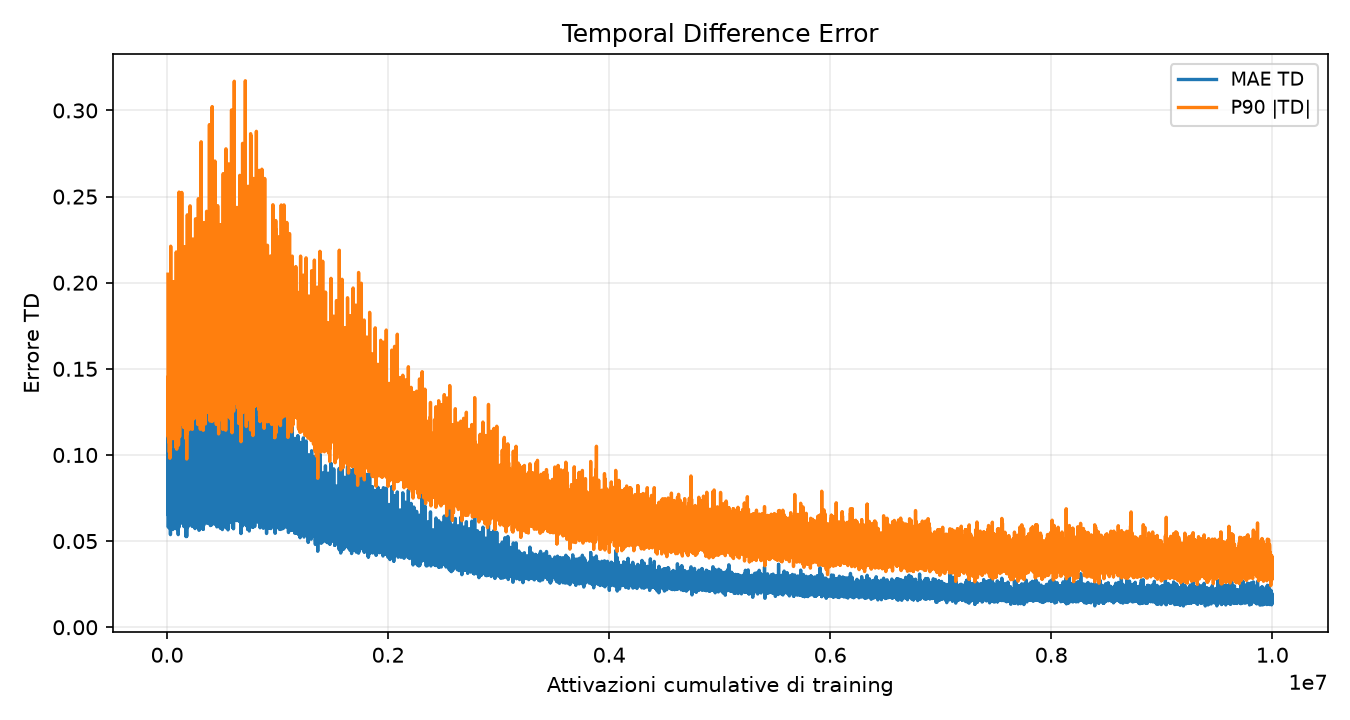 Temporal Difference Error
MAE TD
P90 |TD|
0.30
0.25
0.20
0.15
0.10
0.05
0.00
Errore TD
0.0 0.2 0.4 0.6 0.8 1.0
1e7
Attivazioni cumulative di training